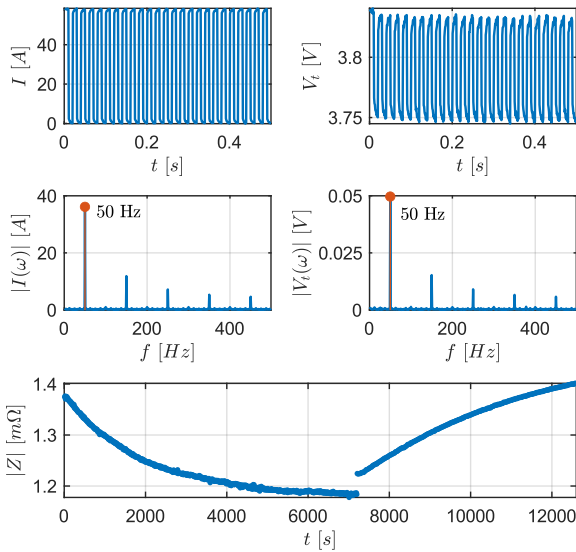 50
0
I [A]
0 0.2 0.4
t [s]
3.8
3.75
V_t [V]
0 0.2 0.4
t [s]
40
20
0
|I(ω)| [A]
50 Hz
0 200 400
f [Hz]
0.05
0.025
0
|V_t(ω)| [V]
50 Hz
0 200 400
f [Hz]
1.4
1.3
1.2
|Z| [mΩ]
0 2000 4000 6000 8000 10000 12000
t [s]